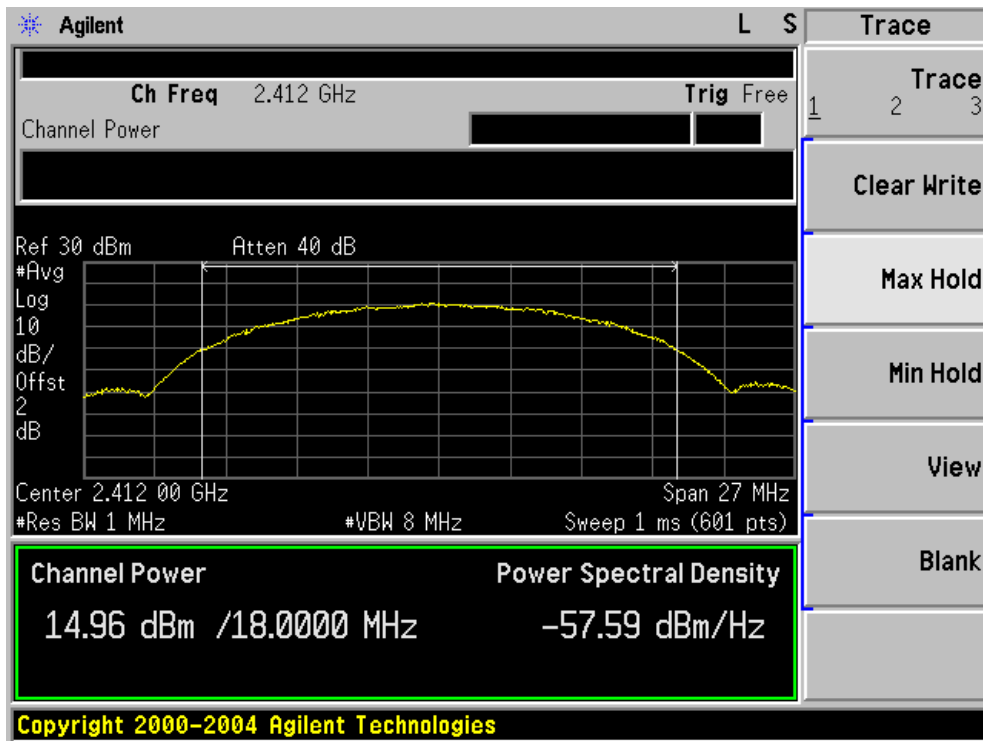 Agilent L S Trace
Ch Freq 2.412 GHz Trig Free
Channel Power
Trace
1 2 3
Clear Write
Max Hold
Min Hold
View
Blank
Ref 30 dBm Atten 40 dB
#Avg
Log
10
dB/
Offst
2
dB
Center 2.412 00 GHz Span 27 MHz
#Res BW 1 MHz #VBW 8 MHz Sweep 1 ms (601 pts)
Channel Power Power Spectral Density
14.96 dBm /18.0000 MHz -57.59 dBm/Hz
Copyright 2000-2004 Agilent Technologies